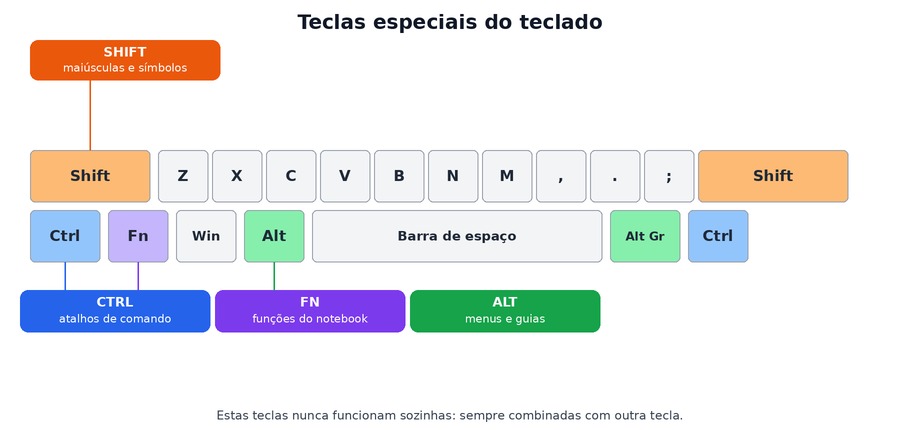 Teclas especiais do teclado
SHIFT
maiúsculas e símbolos
Shift Z X C V B N M , . ; Shift
Ctrl Fn Win Alt Barra de espaço Alt Gr Ctrl
CTRL
atalhos de comando
FN
funções do notebook
ALT
menus e guias
Estas teclas nunca funcionam sozinhas: sempre combinadas com outra tecla.